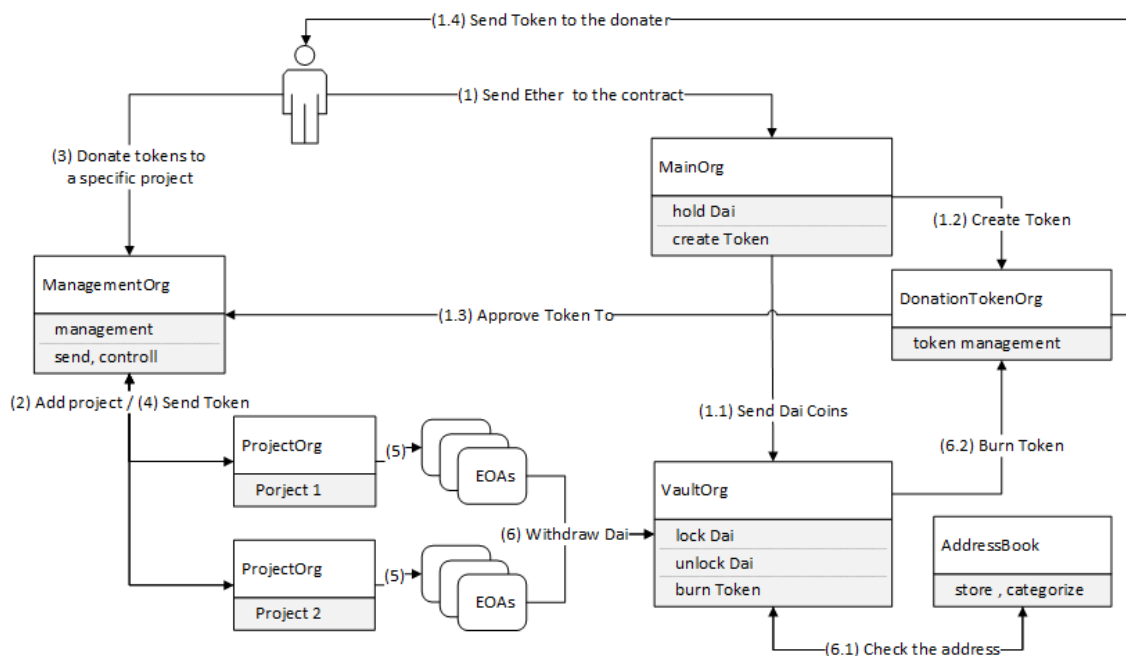 (1.4) Send Token to the donater
(1) Send Ether to the contract
(3) Donate tokens to
a specific project
MainOrg
hold Dai
create Token
(1.2) Create Token
ManagementOrg
management
send, controll
(1.3) Approve Token To
DonationTokenOrg
token management
(2) Add project / (4) Send Token
(1.1) Send Dai Coins
ProjectOrg
Porject 1
(5)
EOAs
(6.2) Burn Token
VaultOrg
lock Dai
unlock Dai
burn Token
(6) Withdraw Dai
AddressBook
store , categorize
ProjectOrg
Project 2
(5)
EOAs
(6.1) Check the address